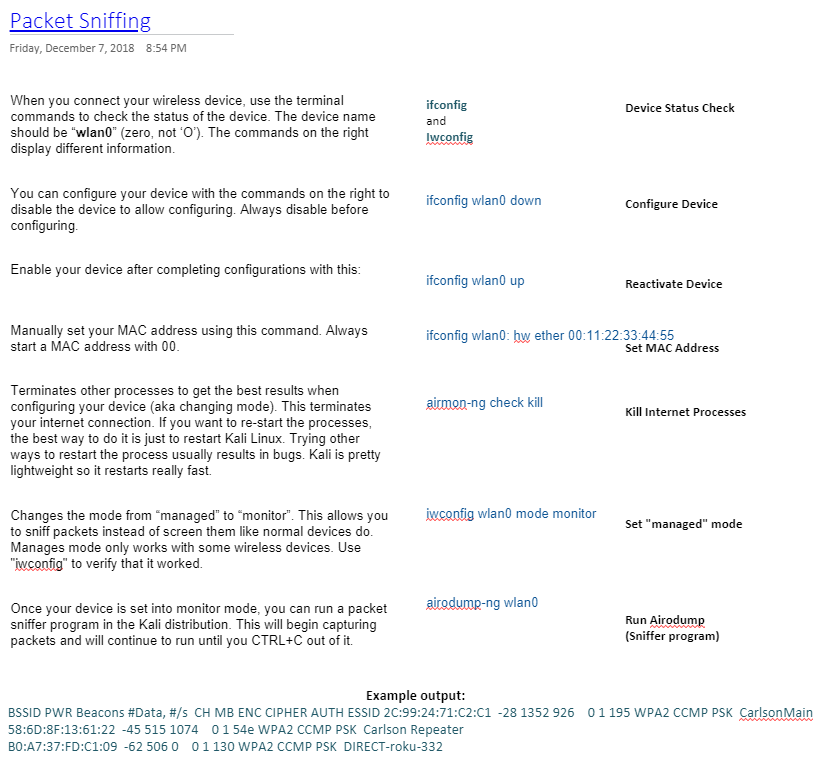 Packet Sniffing
Friday, December 7, 2018 8:54 PM
When you connect your wireless device, use the terminal
commands to check the status of the device. The device name
should be “wlan0” (zero, not ‘O’). The commands on the right
display different information.
ifconfig
and
Iwconfig
Device Status Check
You can configure your device with the commands on the right to
disable the device to allow configuring. Always disable before
configuring.
ifconfig wlan0 down
Configure Device
Enable your device after completing configurations with this:
ifconfig wlan0 up
Reactivate Device
Manually set your MAC address using this command. Always
start a MAC address with 00.
ifconfig wlan0: hw ether 00:11:22:33:44:55
Set MAC Address
Terminates other processes to get the best results when
configuring your device (aka changing mode). This terminates
your internet connection. If you want to re-start the processes,
the best way to do it is just to restart Kali Linux. Trying other
ways to restart the process usually results in bugs. Kali is pretty
lightweight so it restarts really fast.
airmon-ng check kill
Kill Internet Processes
Changes the mode from “managed” to “monitor”. This allows you
to sniff packets instead of screen them like normal devices do.
Manages mode only works with some wireless devices. Use
"iwconfig" to verify that it worked.
iwconfig wlan0 mode monitor
Set "managed" mode
Once your device is set into monitor mode, you can run a packet
sniffer program in the Kali distribution. This will begin capturing
packets and will continue to run until you CTRL+C out of it.
airodump-ng wlan0
Run Airodump
(Sniffer program)
Example output:
BSSID PWR Beacons #Data, #/s CH MB ENC CIPHER AUTH ESSID 2C:99:24:71:C2:C1 -28 1352 926 0 1 195 WPA2 CCMP PSK CarlsonMain
58:6D:8F:13:61:22 -45 515 1074 0 1 54e WPA2 CCMP PSK Carlson Repeater
B0:A7:37:FD:C1:09 -62 506 0 0 1 130 WPA2 CCMP PSK DIRECT-roku-332